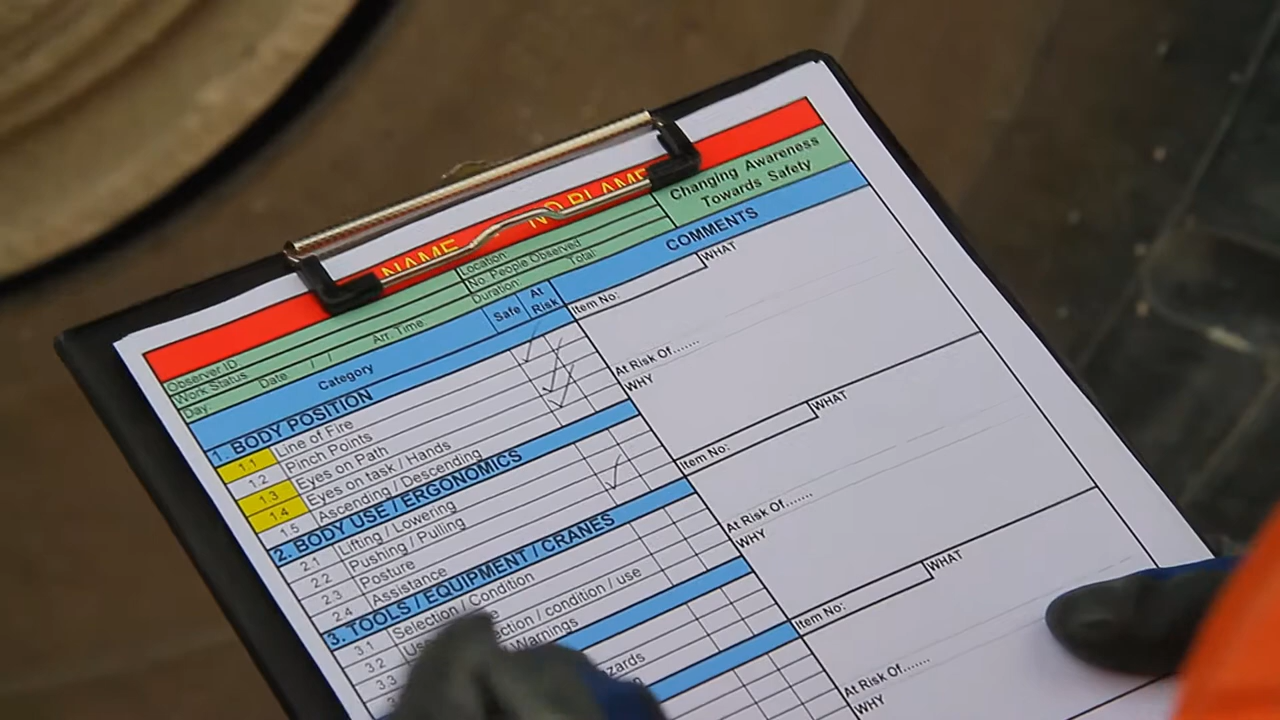 NAME NO BLAME
Changing Awareness
Towards Safety
Observer ID
Location
Work Status
No. People Observed
Day:
Date / /
Arr. Time.
Duration:
Total:
Category
Safe
At Risk
COMMENTS
1. BODY POSITION
1.1 Line of Fire
1.2 Pinch Points
1.3 Eyes on Path
1.4 Eyes on task / Hands
1.5 Ascending / Descending
2. BODY USE / ERGONOMICS
2.1 Lifting / Lowering
2.2 Pushing / Pulling
2.3 Posture
2.4 Assistance
3. TOOLS / EQUIPMENT / CRANES
3.1 Selection / Condition
3.2 / condition / use
3.3 Warnings
Item No:
WHAT
At Risk Of.......
WHY
Item No:
WHAT
At Risk Of.......
WHY
Item No:
WHAT
At Risk Of.......
WHY